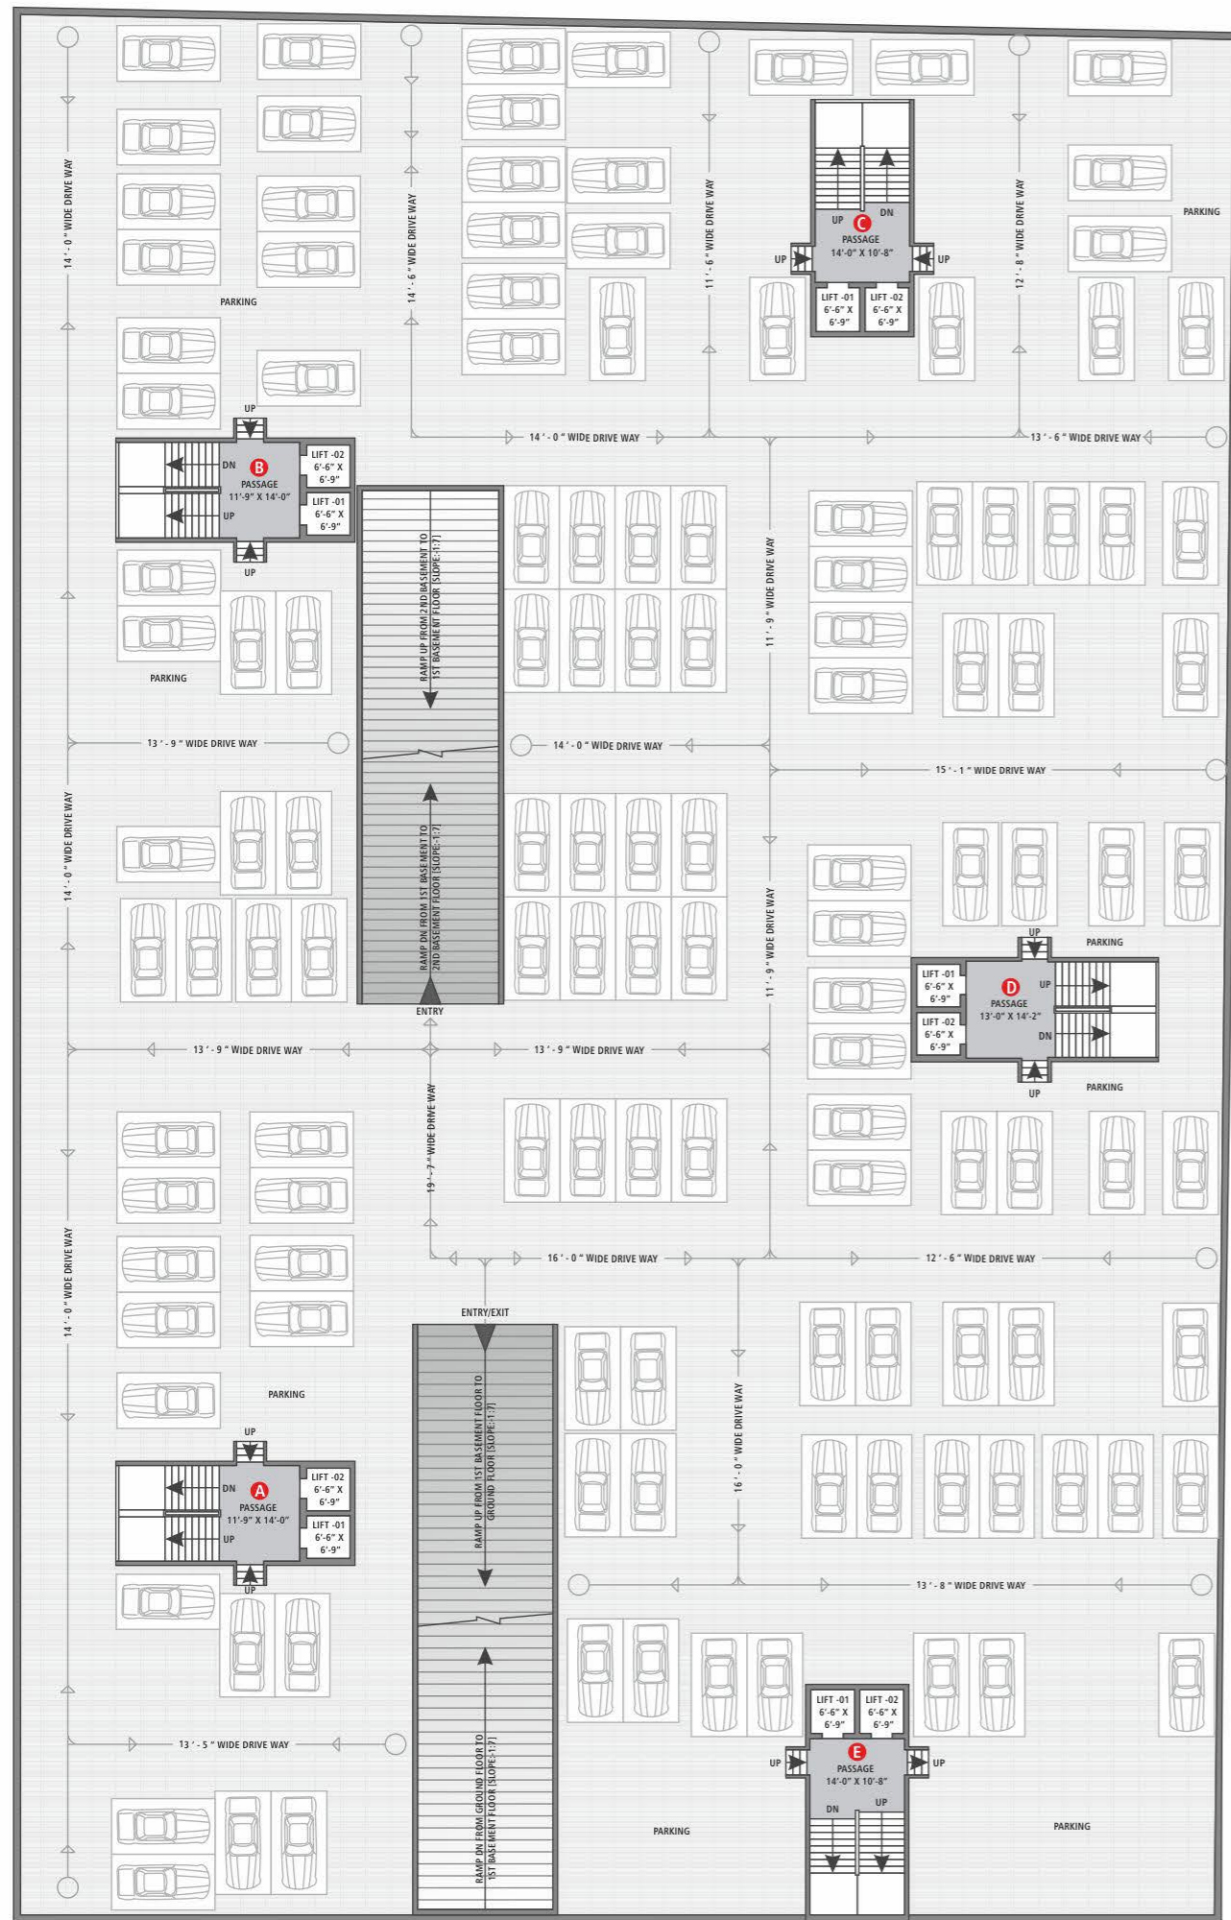 14 ' - 0 " WIDE DRIVE WAY
14 ' - 6 " WIDE DRIVE WAY
11 ' - 6 " WIDE DRIVE WAY
12 ' - 8 " WIDE DRIVE WAY
PARKING
UP
DN
C
PASSAGE
14'-0" X 10'-8"
UP
UP
LIFT -01
6'-6" X
6'-9"
LIFT -02
6'-6" X
6'-9"
PARKING
14 ' - 0 " WIDE DRIVE WAY
13 ' - 6 " WIDE DRIVE WAY
UP
DN
B
PASSAGE
11'-9" X 14'-0"
UP
LIFT -02
6'-6" X
6'-9"
LIFT -01
6'-6" X
6'-9"
UP
RAMP UP FROM 2ND BASEMENT TO
1ST BASEMENT FLOOR [SLOPE:-1:7]
11 ' - 9 " WIDE DRIVE WAY
PARKING
13 ' - 9 " WIDE DRIVE WAY
14 ' - 0 " WIDE DRIVE WAY
15 ' - 1 " WIDE DRIVE WAY
14 ' - 0 " WIDE DRIVE WAY
RAMP DN FROM 1ST BASEMENT TO
2ND BASEMENT FLOOR [SLOPE:-1:7]
ENTRY
11 ' - 9 " WIDE DRIVE WAY
UP
PARKING
LIFT -01
6'-6" X
6'-9"
LIFT -02
6'-6" X
6'-9"
D
PASSAGE
13'-0" X 14'-2"
UP
DN
UP
PARKING
13 ' - 9 " WIDE DRIVE WAY
13 ' - 9 " WIDE DRIVE WAY
19 ' - 7 " WIDE DRIVE WAY
16 ' - 0 " WIDE DRIVE WAY
12 ' - 6 " WIDE DRIVE WAY
14 ' - 0 " WIDE DRIVE WAY
ENTRY/EXIT
PARKING
RAMP UP FROM 1ST BASEMENT FLOOR TO
GROUND FLOOR [SLOPE:-1:7]
16 ' - 0 " WIDE DRIVE WAY
UP
DN
A
PASSAGE
11'-9" X 14'-0"
UP
LIFT -02
6'-6" X
6'-9"
LIFT -01
6'-6" X
6'-9"
UP
13 ' - 8 " WIDE DRIVE WAY
13 ' - 5 " WIDE DRIVE WAY
RAMP DN FROM GROUND FLOOR TO
1ST BASEMENT FLOOR [SLOPE:-1:7]
LIFT -01
6'-6" X
6'-9"
LIFT -02
6'-6" X
6'-9"
UP
E
UP
PASSAGE
14'-0" X 10'-8"
DN
UP
PARKING
PARKING